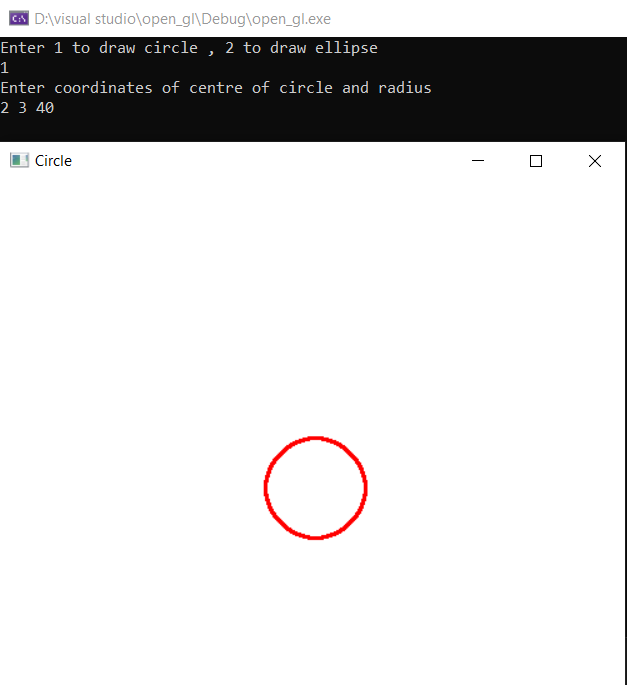 D:\visual studio\open_gl\Debug\open_gl.exe
Enter 1 to draw circle , 2 to draw ellipse
1
Enter coordinates of centre of circle and radius
2 3 40
Circle